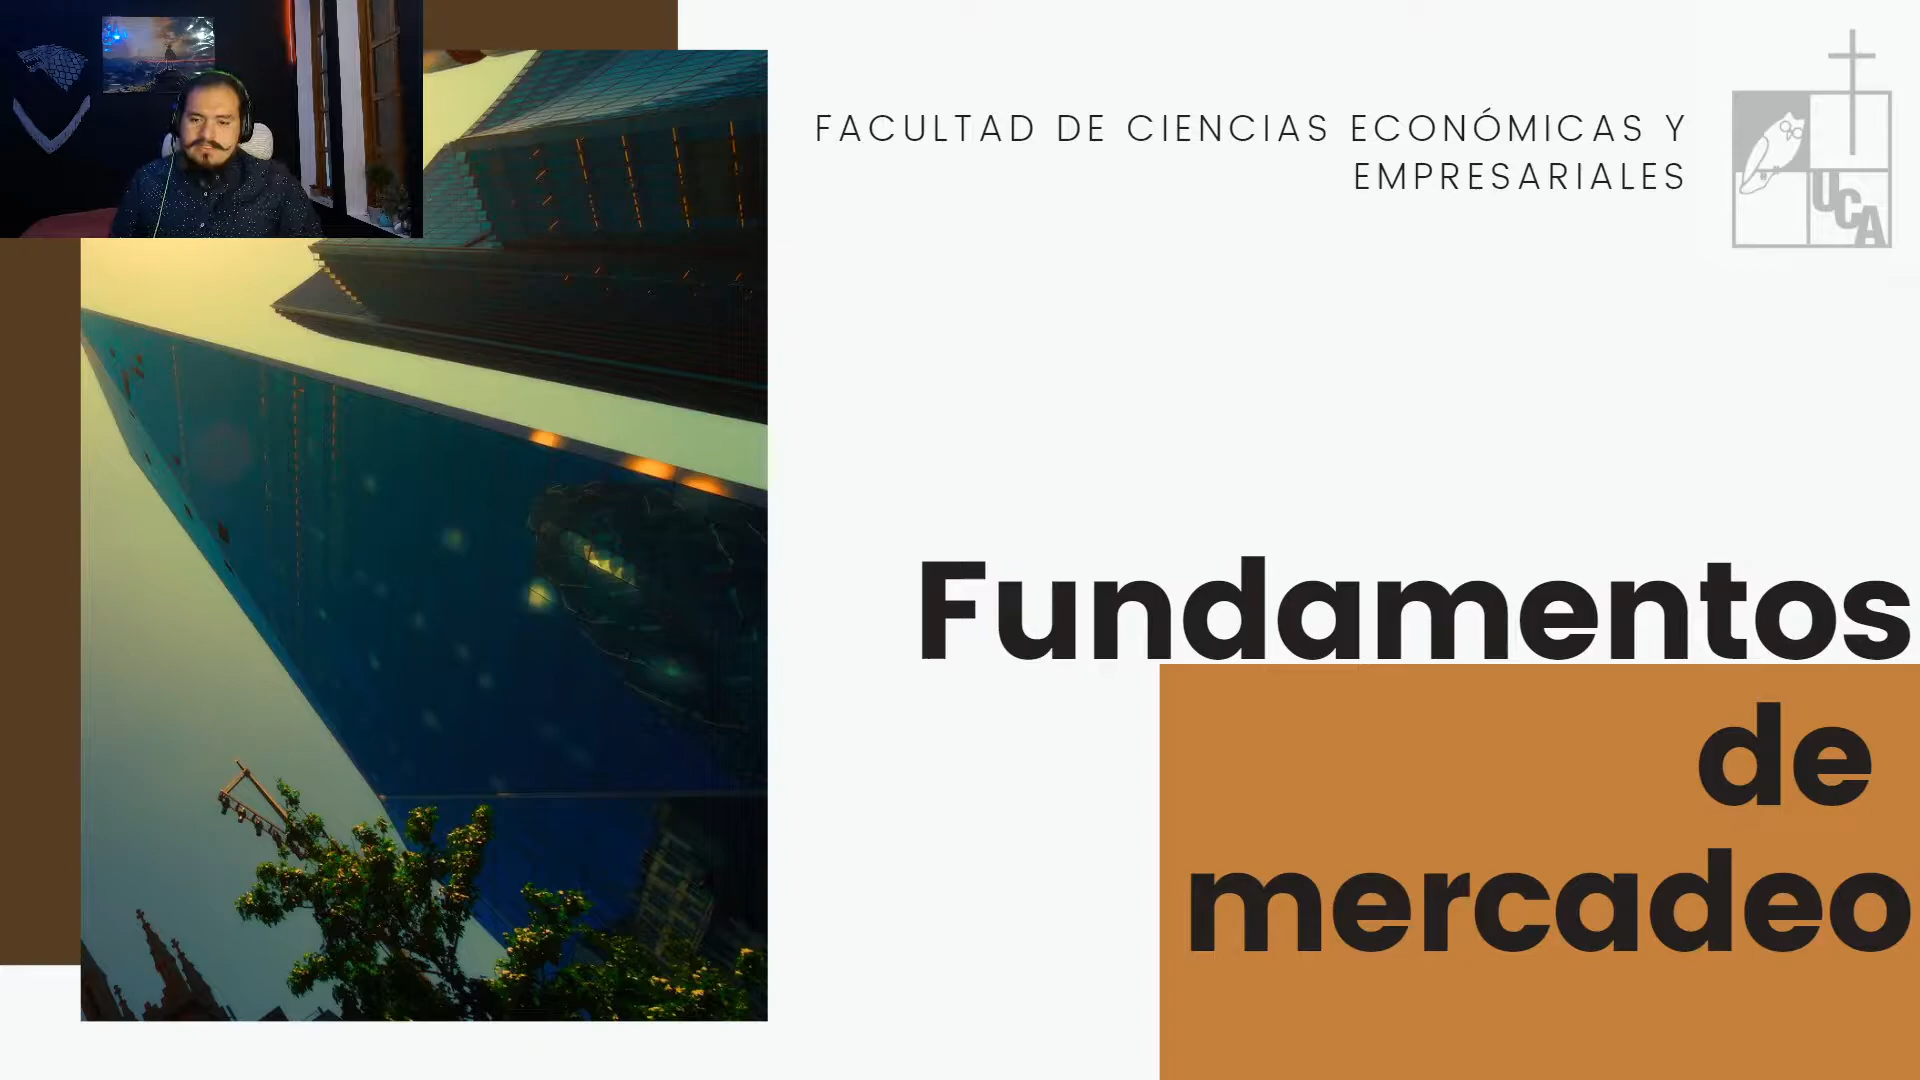 FACULTAD DE CIENCIAS ECONÓMICAS Y
EMPRESARIALES
UCA
Fundamentos
de
mercadeo